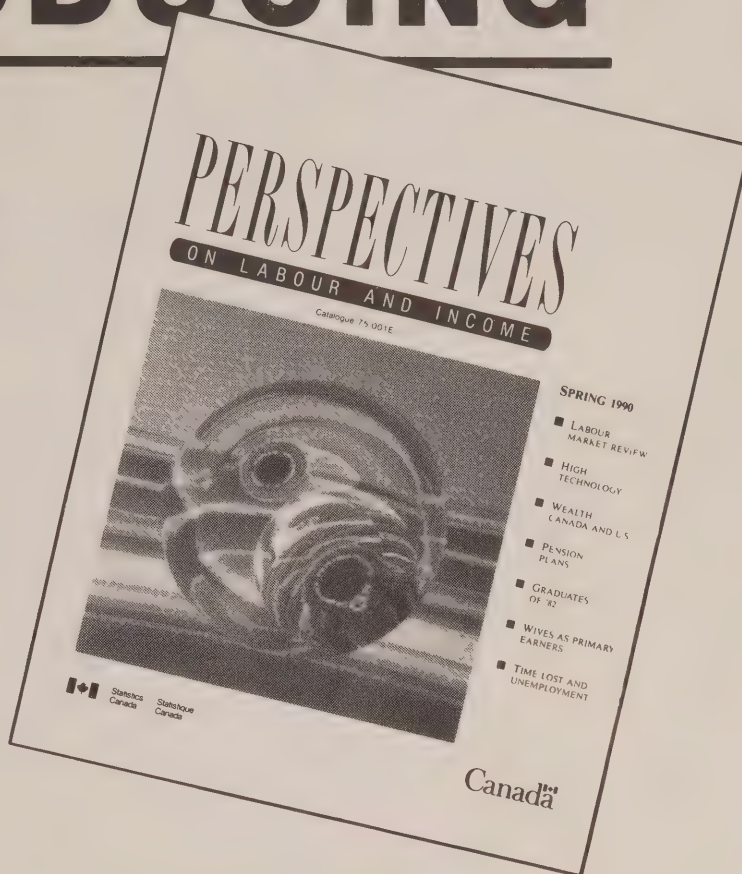 PERSPECTIVES
ON LABOUR AND INCOME
Catalogue 75-001E
SPRING 1990
■ LABOUR
MARKET REVIEW
■ HIGH
TECHNOLOGY
■ WEALTH
CANADA AND U.S.
■ PENSION
PLANS
■ GRADUATES
OF '82
■ WIVES AS PRIMARY
EARNERS
■ TIME LOST AND
UNEMPLOYMENT
Statistics Statistique
Canada Canada
Canada